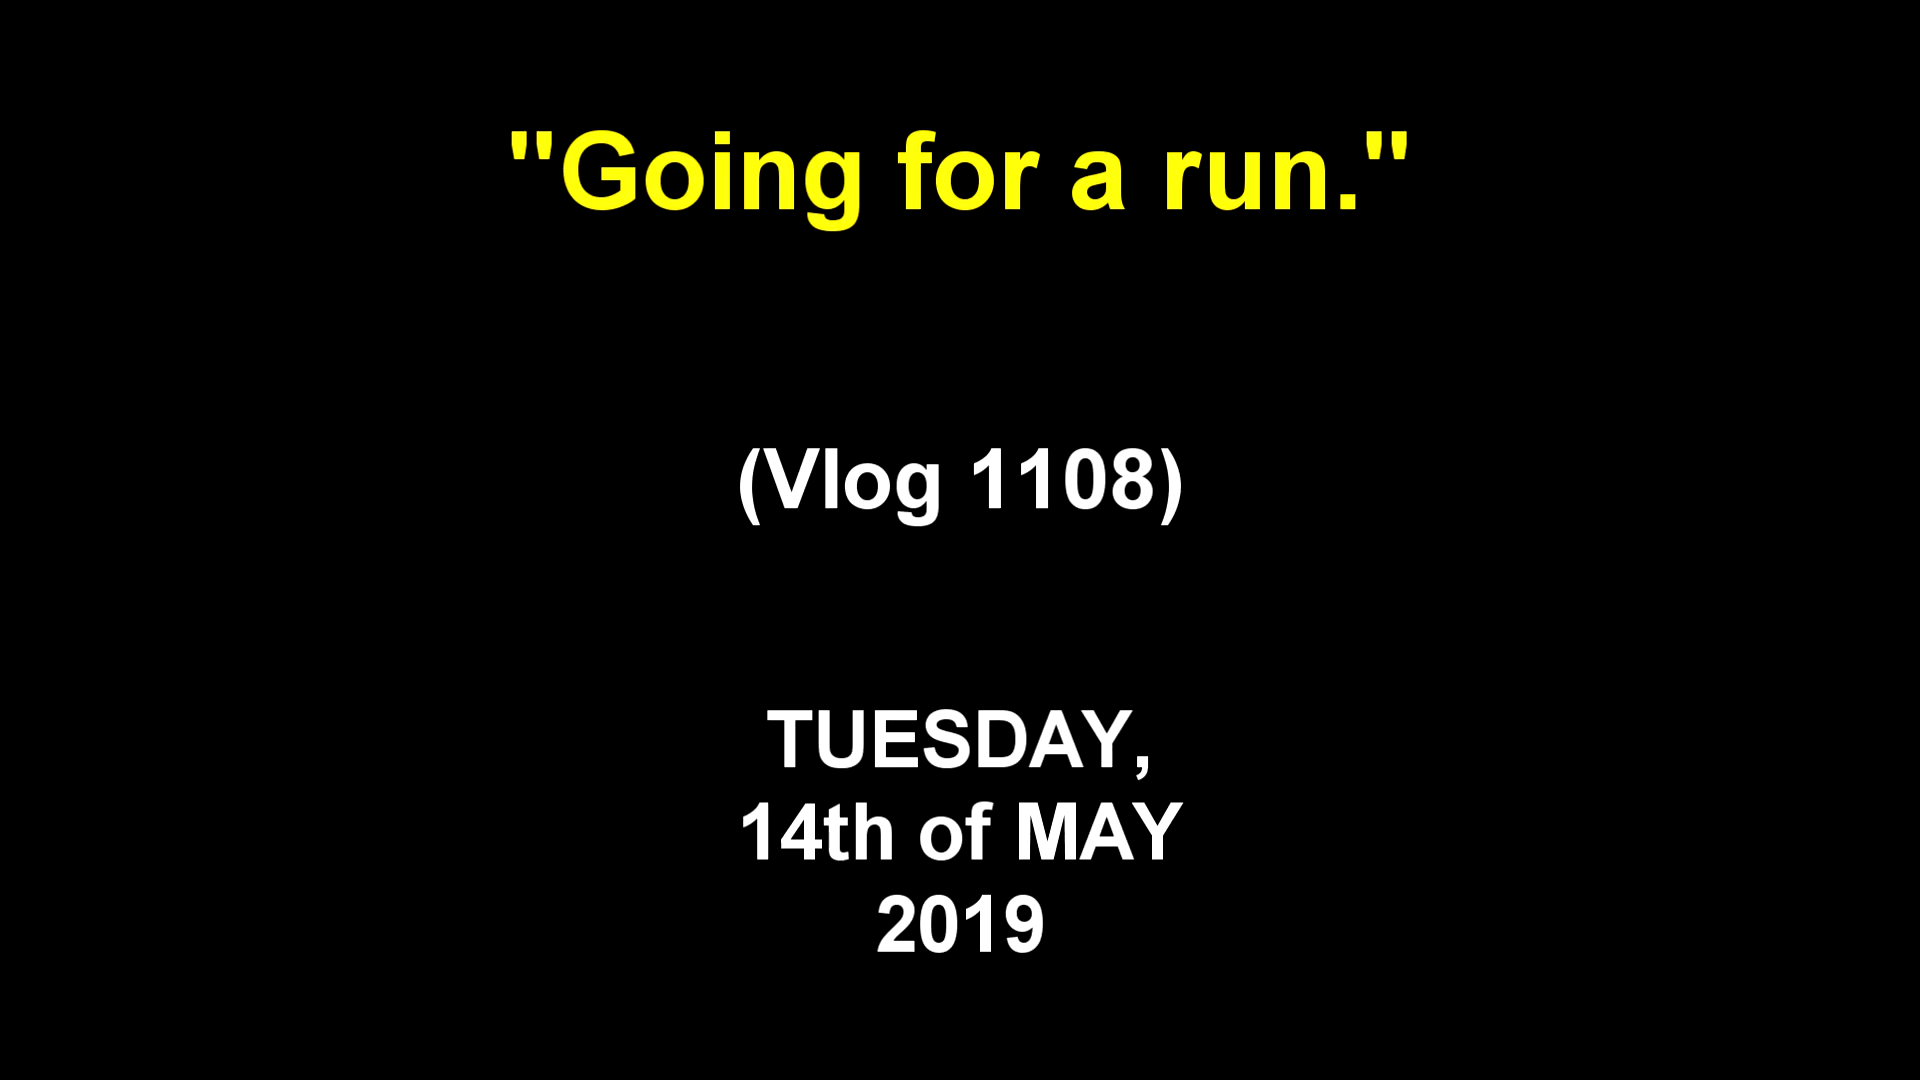 "Going for a run."
(Vlog 1108)
TUESDAY,
14th of MAY
2019